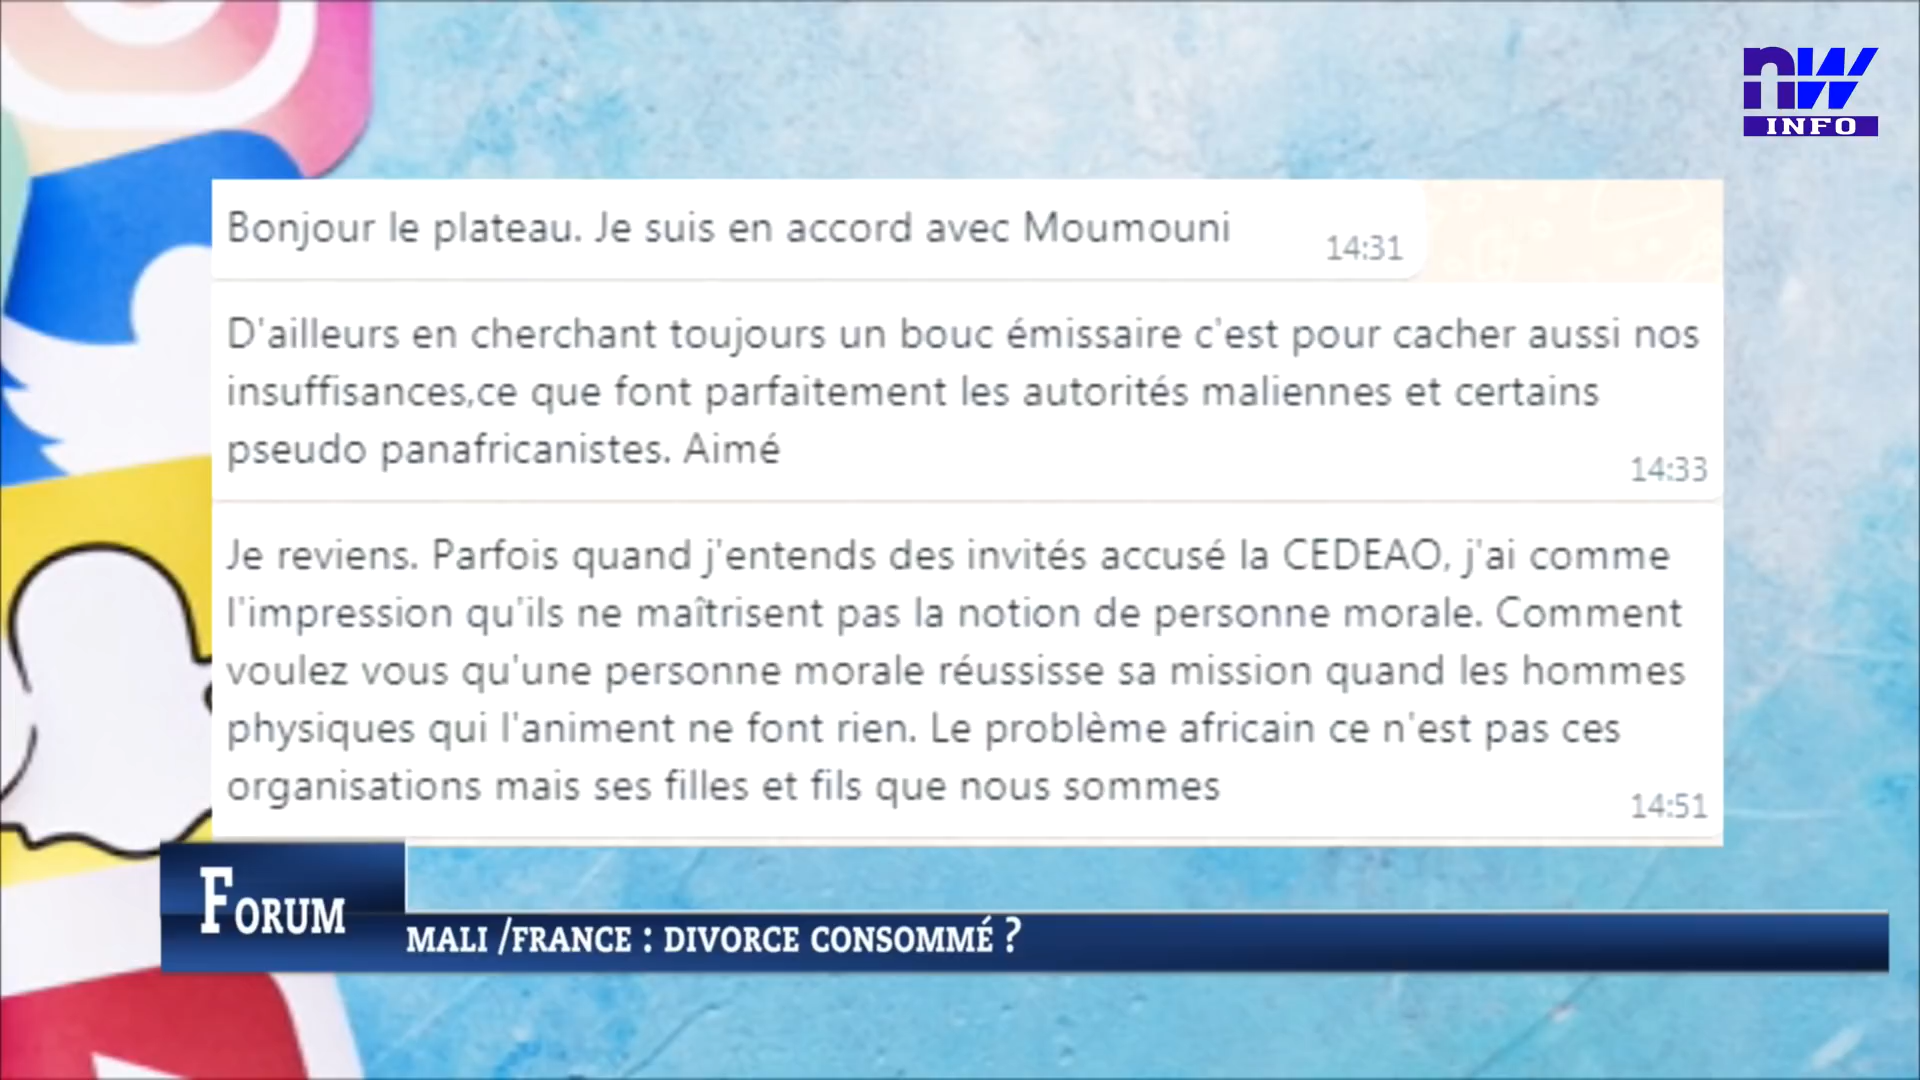 nw
INFO
Bonjour le plateau. Je suis en accord avec Moumouni
14:31
D'ailleurs en cherchant toujours un bouc émissaire c'est pour cacher aussi nos
insuffisances,ce que font parfaitement les autorités maliennes et certains
pseudo panafricanistes. Aimé
14:33
Je reviens. Parfois quand j'entends des invités accusé la CEDEAO, j'ai comme
l'impression qu'ils ne maîtrisent pas la notion de personne morale. Comment
voulez vous qu'une personne morale réussisse sa mission quand les hommes
physiques qui l'animent ne font rien. Le problème africain ce n'est pas ces
organisations mais ses filles et fils que nous sommes
14:51
FORUM
MALI /FRANCE : DIVORCE CONSOMMÉ ?